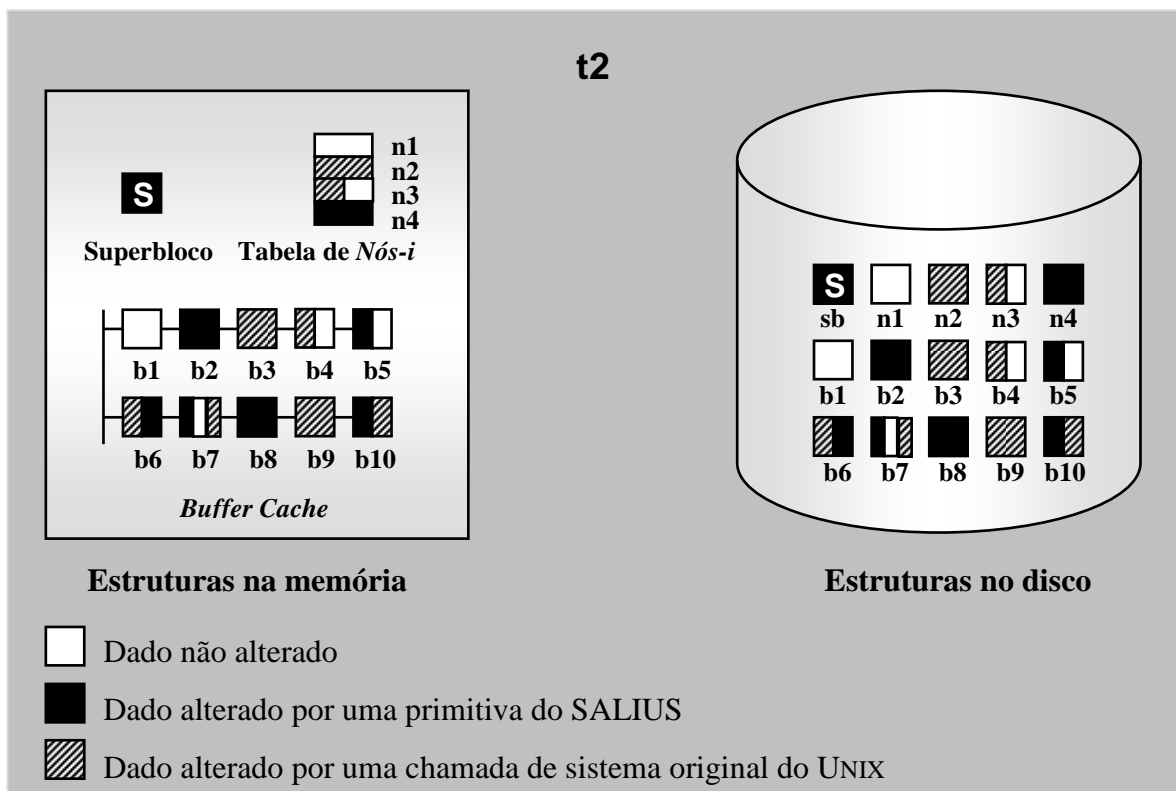 t2
n1
n2
n3
n4
S
Superbloco Tabela de Nós-i
b1 b2 b3 b4 b5
b6 b7 b8 b9 b10
Buffer Cache
S
sb n1 n2 n3 n4
b1 b2 b3 b4 b5
b6 b7 b8 b9 b10
Estruturas na memória
Estruturas no disco
Dado não alterado
Dado alterado por uma primitiva do SALIUS
Dado alterado por uma chamada de sistema original do UNIX